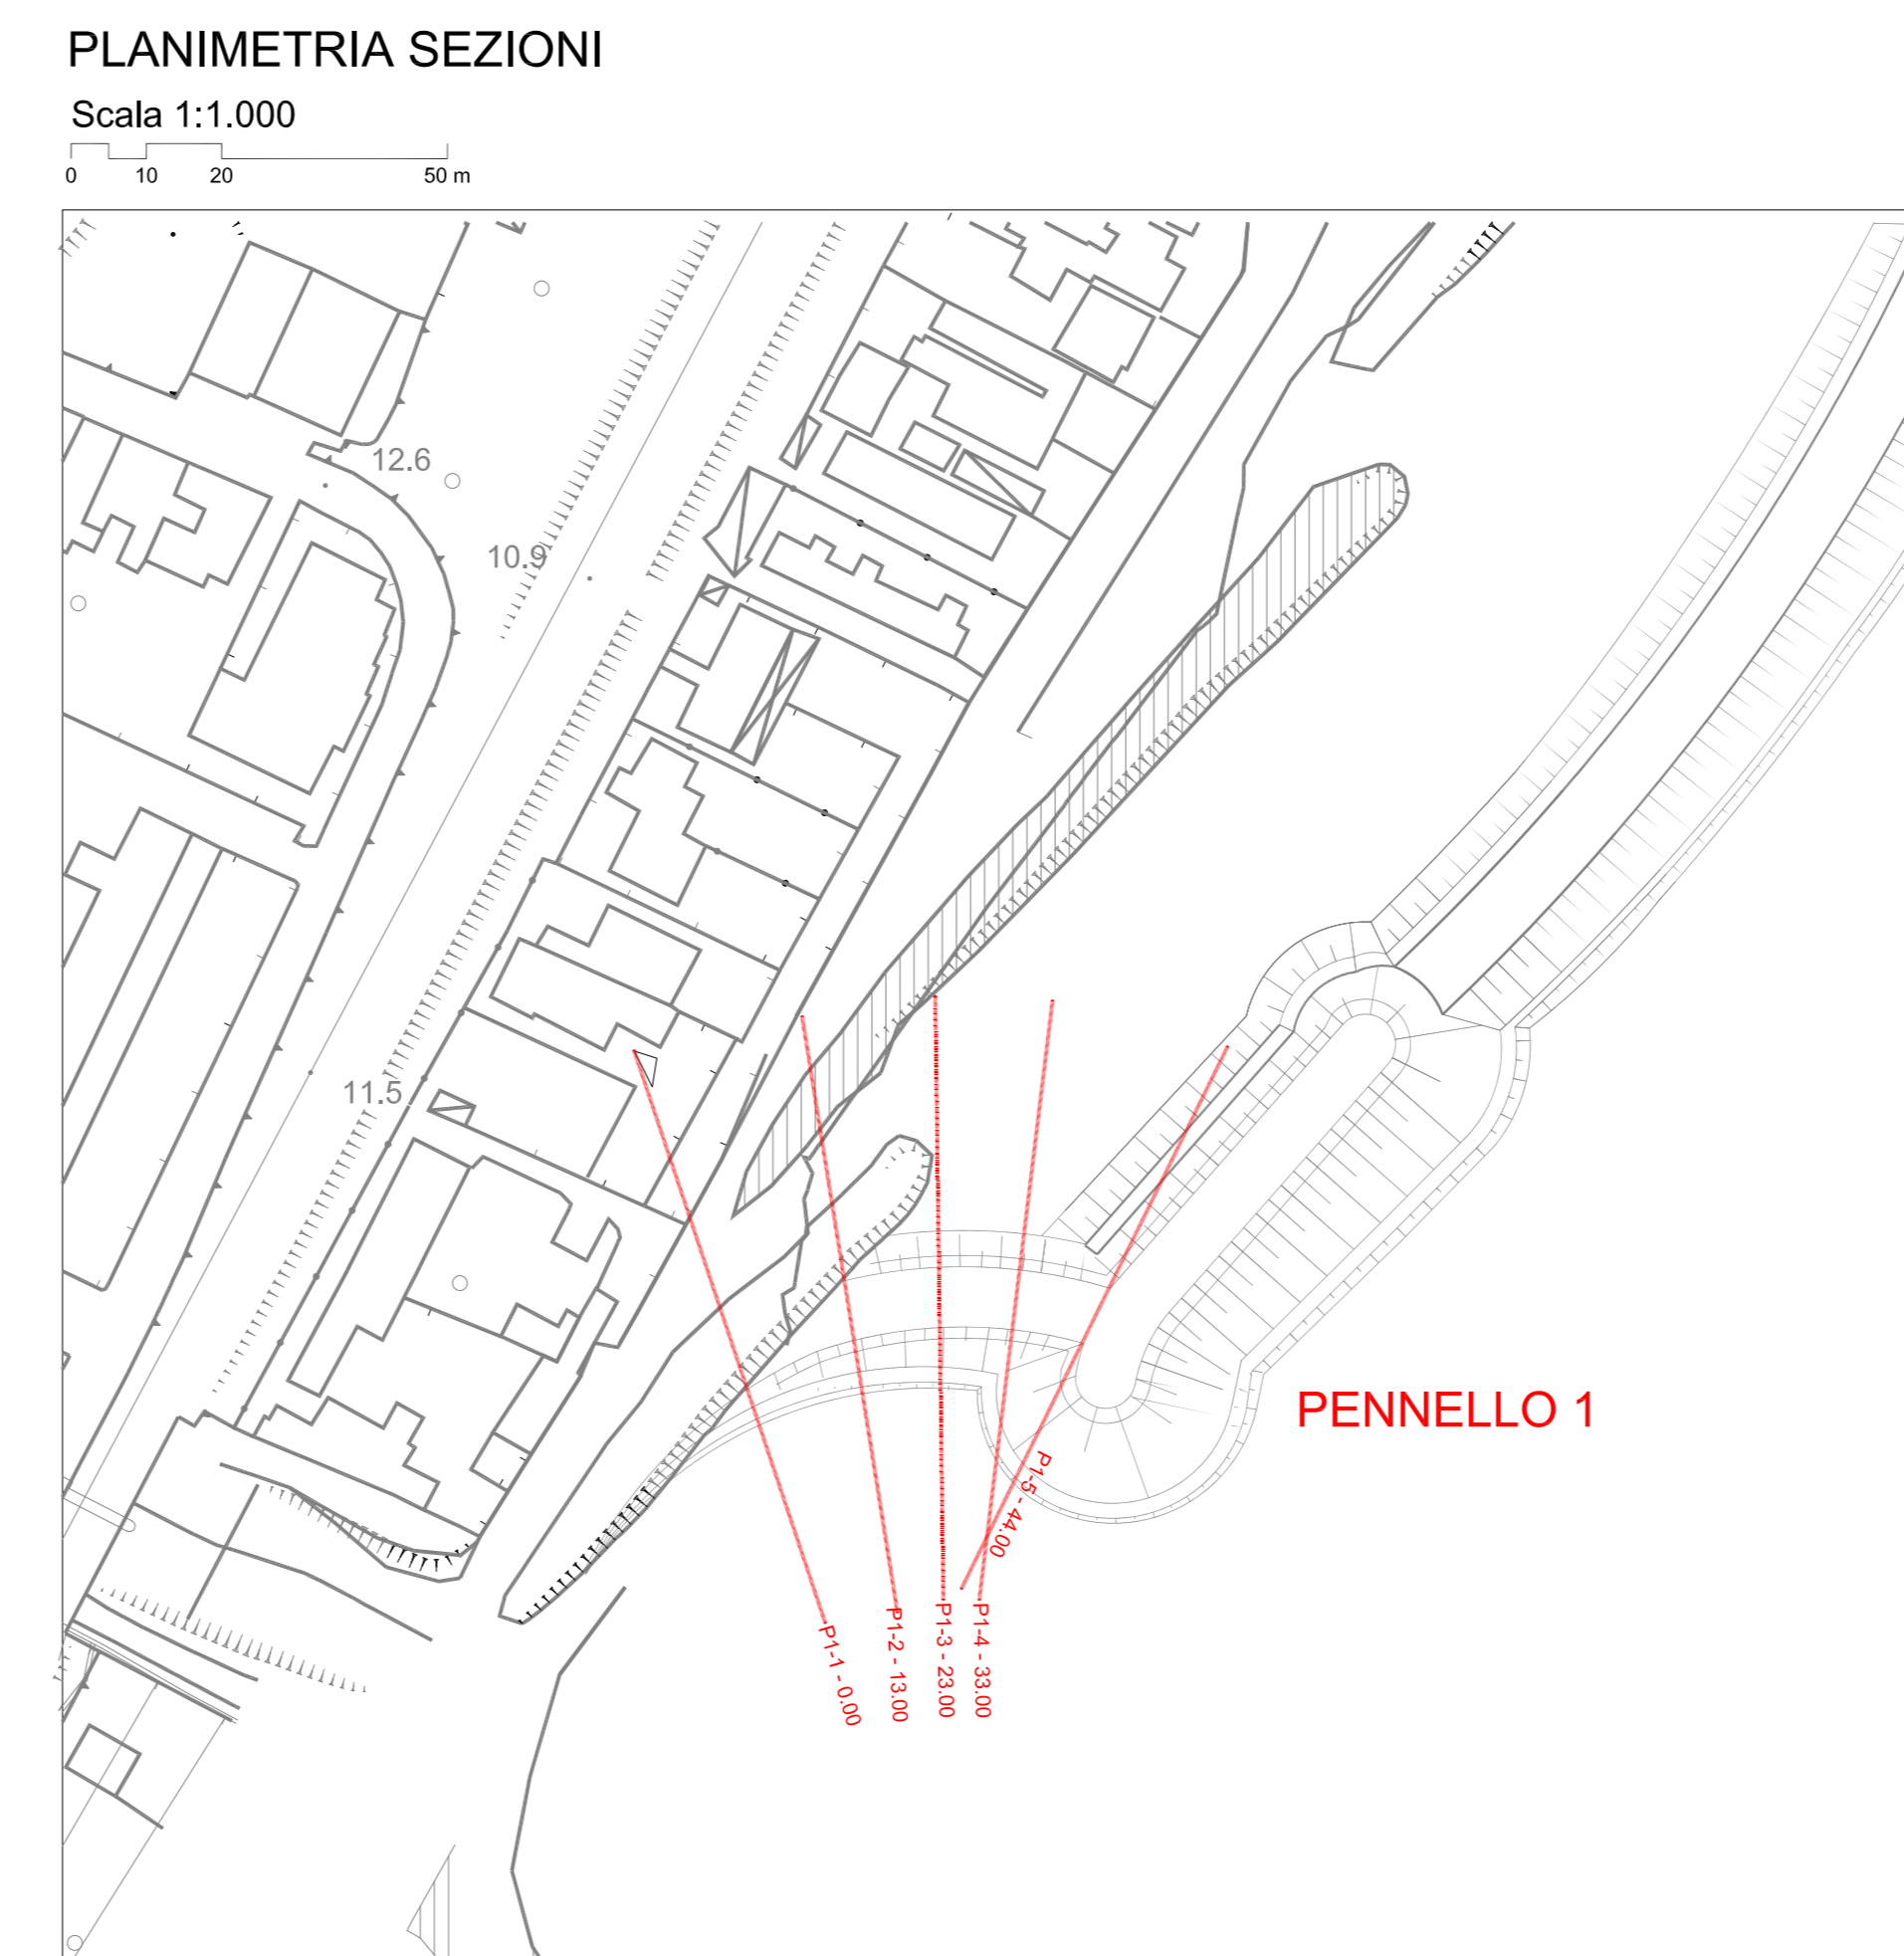 PLANIMETRIA SEZIONI
Scala 1:1.000
0 10 20 50 m
12.6
10.9
11.5
PENNELLO 1
P1-5 - 44.00
P1-1 - 0.00
P1-2 - 13.00
P1-3 - 23.00
P1-4 - 33.00